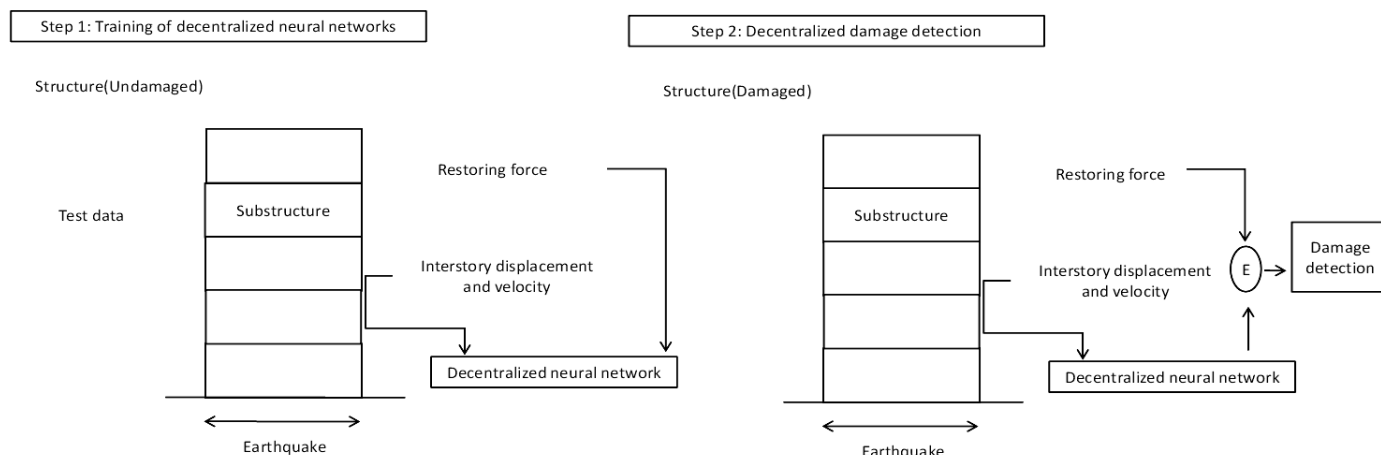 Step 1: Training of decentralized neural networks
Structure(Undamaged)
Test data
Substructure
Restoring force
Interstory displacement
and velocity
Decentralized neural network
Earthquake
Step 2: Decentralized damage detection
Structure(Damaged)
Substructure
Restoring force
Interstory displacement
and velocity
E
Damage
detection
Decentralized neural network
Earthquake